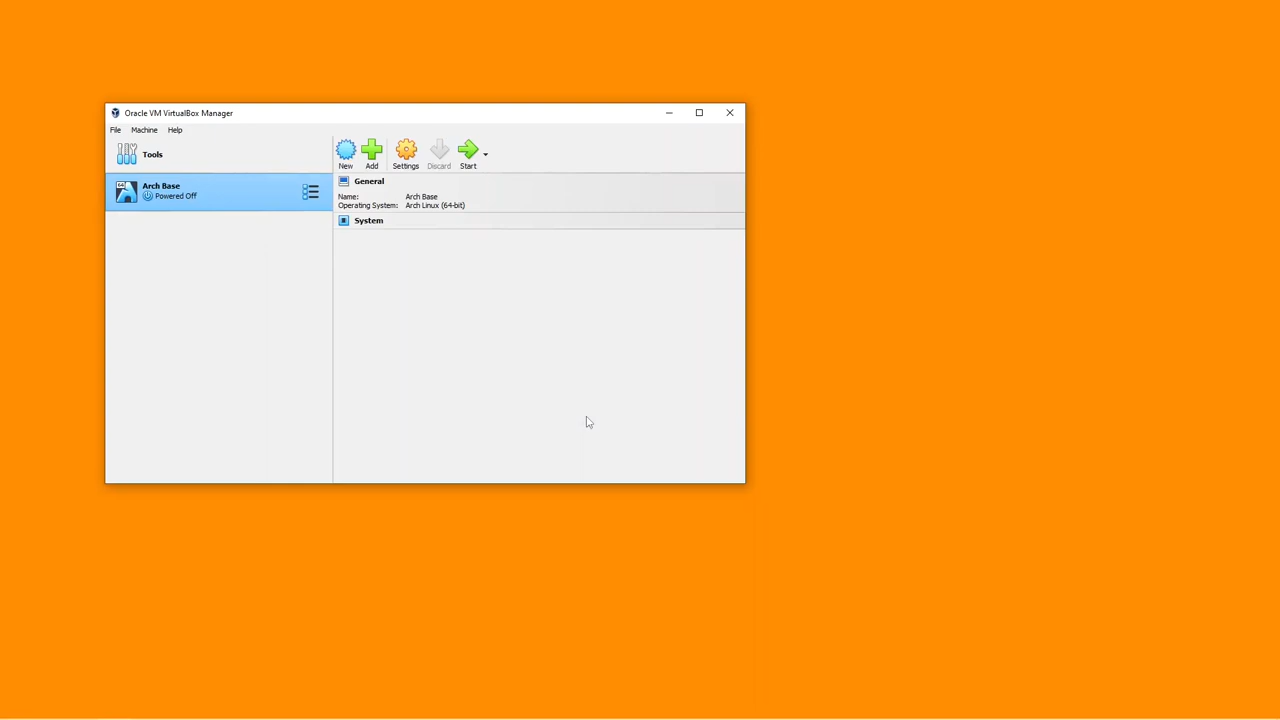 Oracle VM VirtualBox Manager
File Machine Help
Tools
New Add Settings Discard Start
64
Arch Base
Powered Off
General
Name: Arch Base
Operating System: Arch Linux (64-bit)
System